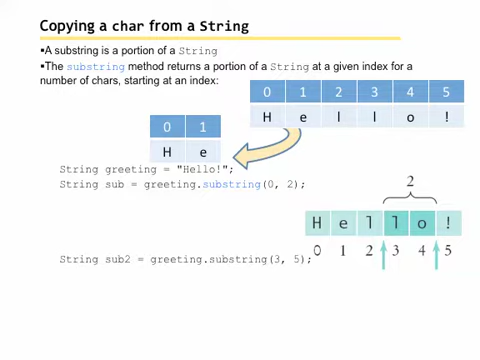 Copying a char from a String
▪A substring is a portion of a String
▪The substring method returns a portion of a String at a given index for a
number of chars, starting at an index:
0 1 2 3 4 5
H e l l o !
0 1
H e
String greeting = "Hello!";
String sub = greeting.substring(0, 2);
2
H e l l o !
0 1 2 3 4 5
String sub2 = greeting.substring(3, 5);